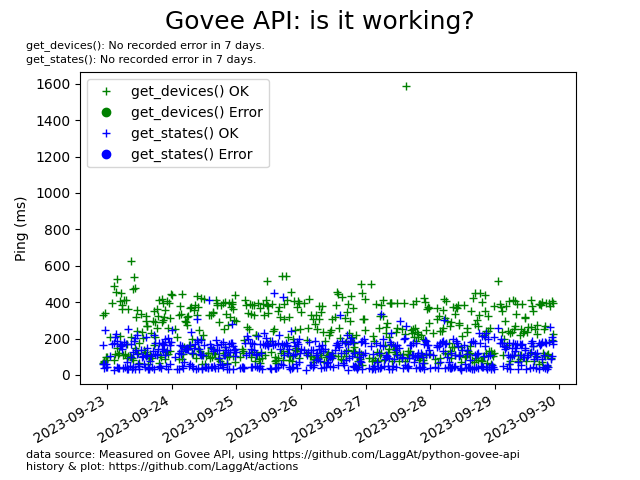 Govee API: is it working?
get_devices(): No recorded error in 7 days.
get_states(): No recorded error in 7 days.
get_devices() OK
get_devices() Error
get_states() OK
get_states() Error
Ping (ms)
1600
1400
1200
1000
800
600
400
200
0
2023-09-23
2023-09-24
2023-09-25
2023-09-26
2023-09-27
2023-09-28
2023-09-29
2023-09-30
data source: Measured on Govee API, using https://github.com/LaggAt/python-govee-api
history & plot: https://github.com/LaggAt/actions